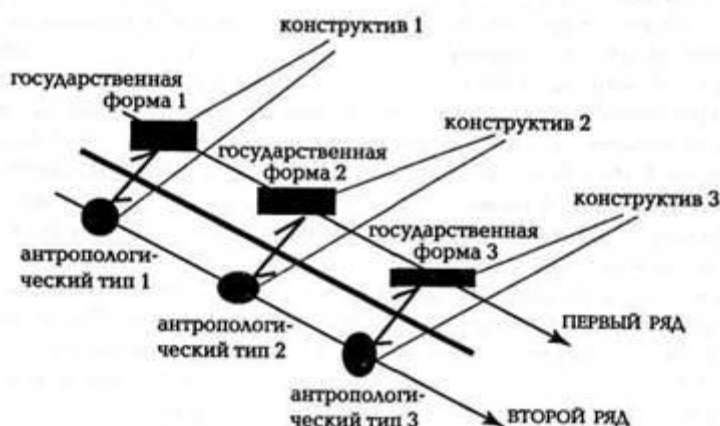 конструктив 1
государственная
форма 1
конструктив 2
государственная
форма 2
конструктив 3
государственная
форма 3
антропологи-
ческий тип 1
ПЕРВЫЙ РЯД
антропологи-
ческий тип 2
антропологи-
ческий тип 3
ВТОРОЙ РЯД